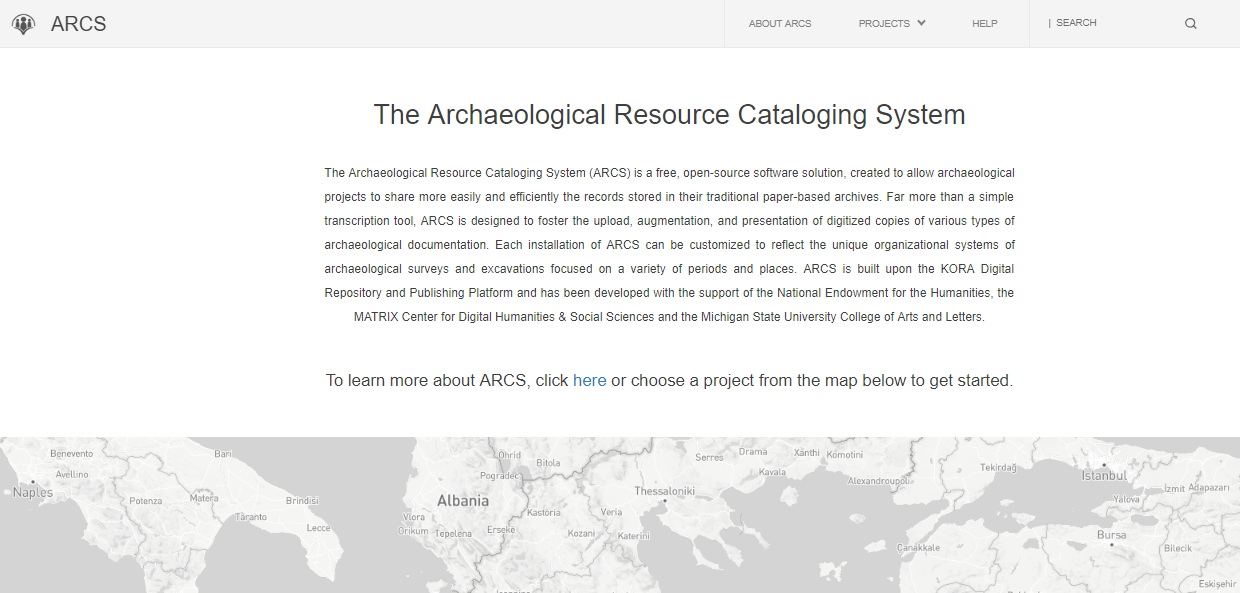 ARCS
ABOUT ARCS
PROJECTS
HELP
| SEARCH
The Archaeological Resource Cataloging System
The Archaeological Resource Cataloging System (ARCS) is a free, open-source software solution, created to allow archaeological
projects to share more easily and efficiently the records stored in their traditional paper-based archives. Far more than a simple
transcription tool, ARCS is designed to foster the upload, augmentation, and presentation of digitized copies of various types of
archaeological documentation. Each installation of ARCS can be customized to reflect the unique organizational systems of
archaeological surveys and excavations focused on a variety of periods and places. ARCS is built upon the KORA Digital
Repository and Publishing Platform and has been developed with the support of the National Endowment for the Humanities, the
MATRIX Center for Digital Humanities & Social Sciences and the Michigan State University College of Arts and Letters.
To learn more about ARCS, click here or choose a project from the map below to get started.
Benevento
Bari
Ohrid
Bitola
Serres
Drama
Xánthi
Komotini
Avellino
Pogradec
Kavala
Tekirdağ
Istanbul
Naples
Potenza
Matera
Brindisi
Albania
Thessaloniki
Alexandroupoli
Yalova
Izmit
Adapazarı
Taranto
Lecce
Vlora
Kastoria
Veria
Orikum
Tepelena
Erseke
Kozani
Katerini
Bursa
Çanakkale
Bilecik
Eskişehir